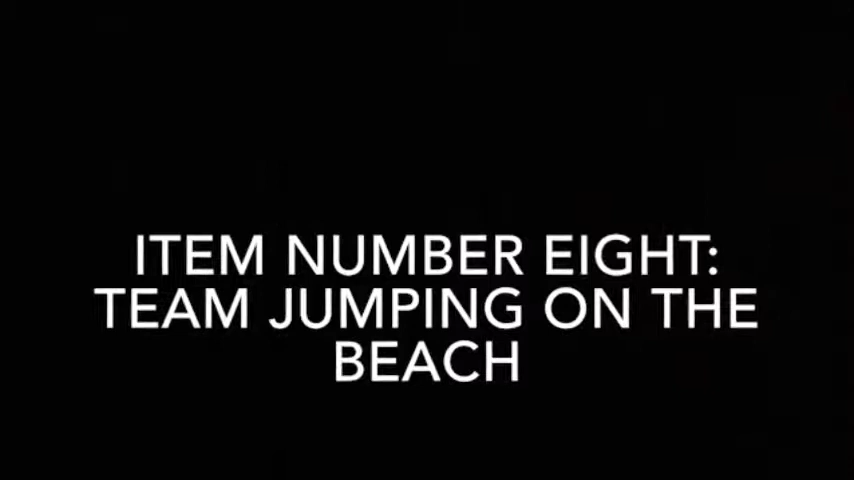 ITEM NUMBER EIGHT:
TEAM JUMPING ON THE
BEACH